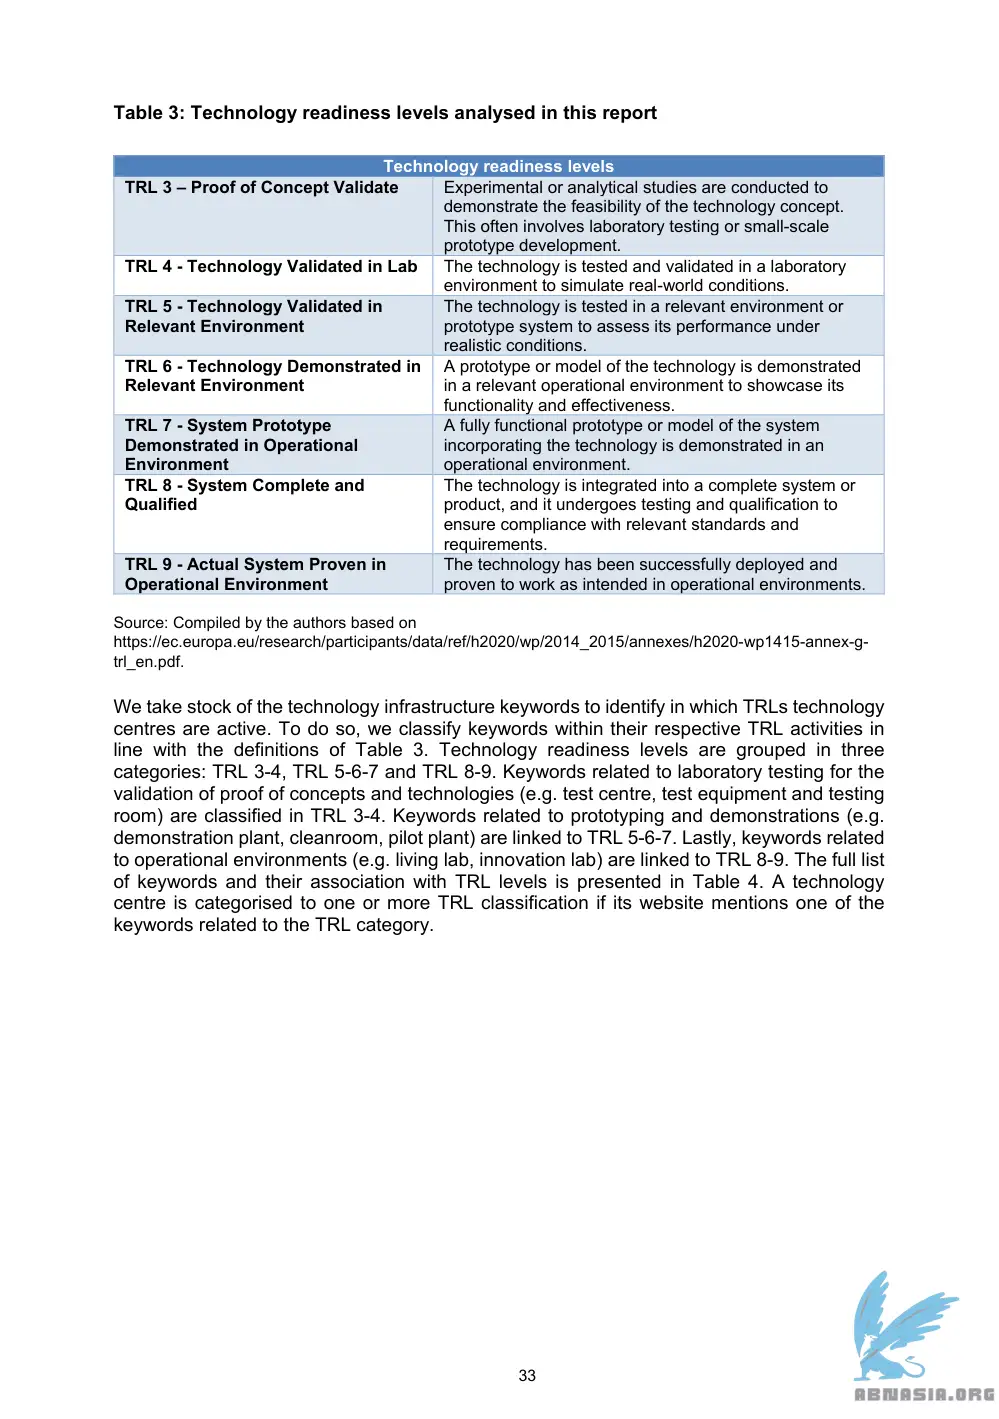 Table 3: Technology readiness levels analysed in this report
Technology readiness levels
TRL 3 – Proof of Concept Validate
Experimental or analytical studies are conducted to
demonstrate the feasibility of the technology concept.
This often involves laboratory testing or small-scale
prototype development.
TRL 4 - Technology Validated in Lab
The technology is tested and validated in a laboratory
environment to simulate real-world conditions.
TRL 5 - Technology Validated in
Relevant Environment
The technology is tested in a relevant environment or
prototype system to assess its performance under
realistic conditions.
TRL 6 - Technology Demonstrated in
Relevant Environment
A prototype or model of the technology is demonstrated
in a relevant operational environment to showcase its
functionality and effectiveness.
TRL 7 - System Prototype
Demonstrated in Operational
Environment
A fully functional prototype or model of the system
incorporating the technology is demonstrated in an
operational environment.
TRL 8 - System Complete and
Qualified
The technology is integrated into a complete system or
product, and it undergoes testing and qualification to
ensure compliance with relevant standards and
requirements.
TRL 9 - Actual System Proven in
Operational Environment
The technology has been successfully deployed and
proven to work as intended in operational environments.
Source: Compiled by the authors based on
https://ec.europa.eu/research/participants/data/ref/h2020/wp/2014_2015/annexes/h2020-wp1415-annex-g-
trl_en.pdf.
We take stock of the technology infrastructure keywords to identify in which TRLs technology
centres are active. To do so, we classify keywords within their respective TRL activities in
line with the definitions of Table 3. Technology readiness levels are grouped in three
categories: TRL 3-4, TRL 5-6-7 and TRL 8-9. Keywords related to laboratory testing for the
validation of proof of concepts and technologies (e.g. test centre, test equipment and testing
room) are classified in TRL 3-4. Keywords related to prototyping and demonstrations (e.g.
demonstration plant, cleanroom, pilot plant) are linked to TRL 5-6-7. Lastly, keywords related
to operational environments (e.g. living lab, innovation lab) are linked to TRL 8-9. The full list
of keywords and their association with TRL levels is presented in Table 4. A technology
centre is categorised to one or more TRL classification if its website mentions one of the
keywords related to the TRL category.
33
ABNASIA.ORG